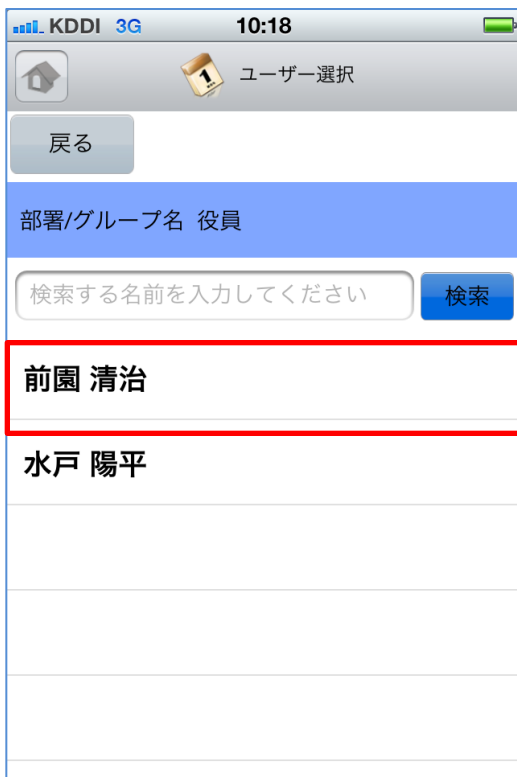 KDDI 3G 10:18
1 ユーザー選択
戻る
部署/グループ名 役員
検索する名前を入力してください 検索
前園 清治
水戸 陽平